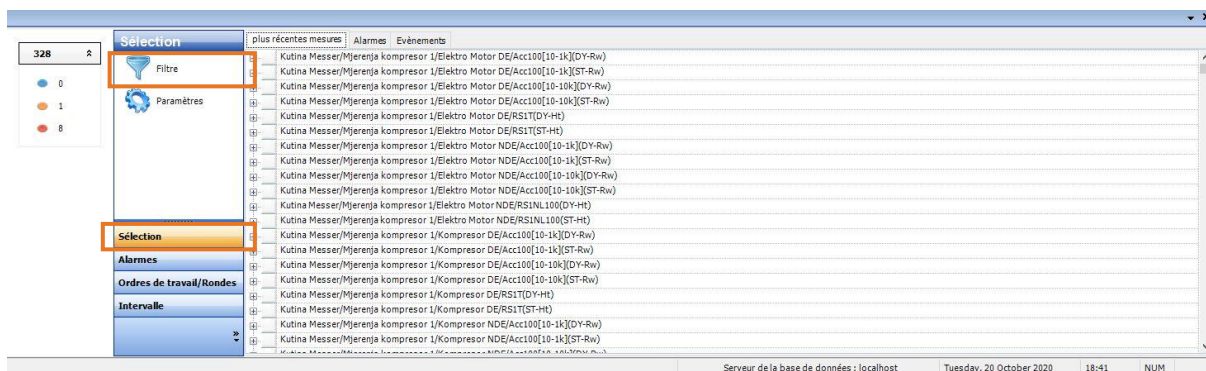 328
0
1
8
Sélection
Filtre
Paramètres
Sélection
Alarmes
Ordres de travail/Rondes
Intervalle
plus récentes mesures Alarmes Evènements
Kutina Messer/Mjerenja kompresor 1/Elektro Motor DE/Acc100[10-1k](DY-Rw)
Kutina Messer/Mjerenja kompresor 1/Elektro Motor DE/Acc100[10-1k](ST-Rw)
Kutina Messer/Mjerenja kompresor 1/Elektro Motor DE/Acc100[10-10k](DY-Rw)
Kutina Messer/Mjerenja kompresor 1/Elektro Motor DE/Acc100[10-10k](ST-Rw)
Kutina Messer/Mjerenja kompresor 1/Elektro Motor DE/RS1T(DY-Ht)
Kutina Messer/Mjerenja kompresor 1/Elektro Motor DE/RS1T(ST-Ht)
Kutina Messer/Mjerenja kompresor 1/Elektro Motor NDE/Acc100[10-1k](DY-Rw)
Kutina Messer/Mjerenja kompresor 1/Elektro Motor NDE/Acc100[10-1k](ST-Rw)
Kutina Messer/Mjerenja kompresor 1/Elektro Motor NDE/Acc100[10-10k](DY-Rw)
Kutina Messer/Mjerenja kompresor 1/Elektro Motor NDE/Acc100[10-10k](ST-Rw)
Kutina Messer/Mjerenja kompresor 1/Elektro Motor NDE/RS1NL100(DY-Ht)
Kutina Messer/Mjerenja kompresor 1/Elektro Motor NDE/RS1NL100(ST-Ht)
Kutina Messer/Mjerenja kompresor 1/Kompresor DE/Acc100[10-1k](DY-Rw)
Kutina Messer/Mjerenja kompresor 1/Kompresor DE/Acc100[10-1k](ST-Rw)
Kutina Messer/Mjerenja kompresor 1/Kompresor DE/Acc100[10-10k](DY-Rw)
Kutina Messer/Mjerenja kompresor 1/Kompresor DE/Acc100[10-10k](ST-Rw)
Kutina Messer/Mjerenja kompresor 1/Kompresor DE/RS1T(DY-Ht)
Kutina Messer/Mjerenja kompresor 1/Kompresor DE/RS1T(ST-Ht)
Kutina Messer/Mjerenja kompresor 1/Kompresor NDE/Acc100[10-1k](DY-Rw)
Kutina Messer/Mjerenja kompresor 1/Kompresor NDE/Acc100[10-1k](ST-Rw)
Kutina Messer/Mjerenja kompresor 1/Kompresor NDE/Acc100[10-10k](DY-Rw)
Serveur de la base de données : localhost Tuesday, 20 October 2020 18:41 NUM